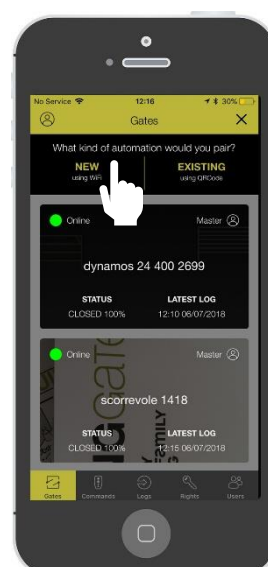 No Service 12:16 30%
Gates X
What kind of automation would you pair?
NEW EXISTING
using WiFi using QRCode
Online Master
dynamos 24 400 2699
STATUS LATEST LOG
CLOSED 100% 12:10 06/07/2018
Online Master
scorrevole 1418
STATUS LATEST LOG
CLOSED 100% 12:15 06/07/2018
Gates Commands Logs Rights Users